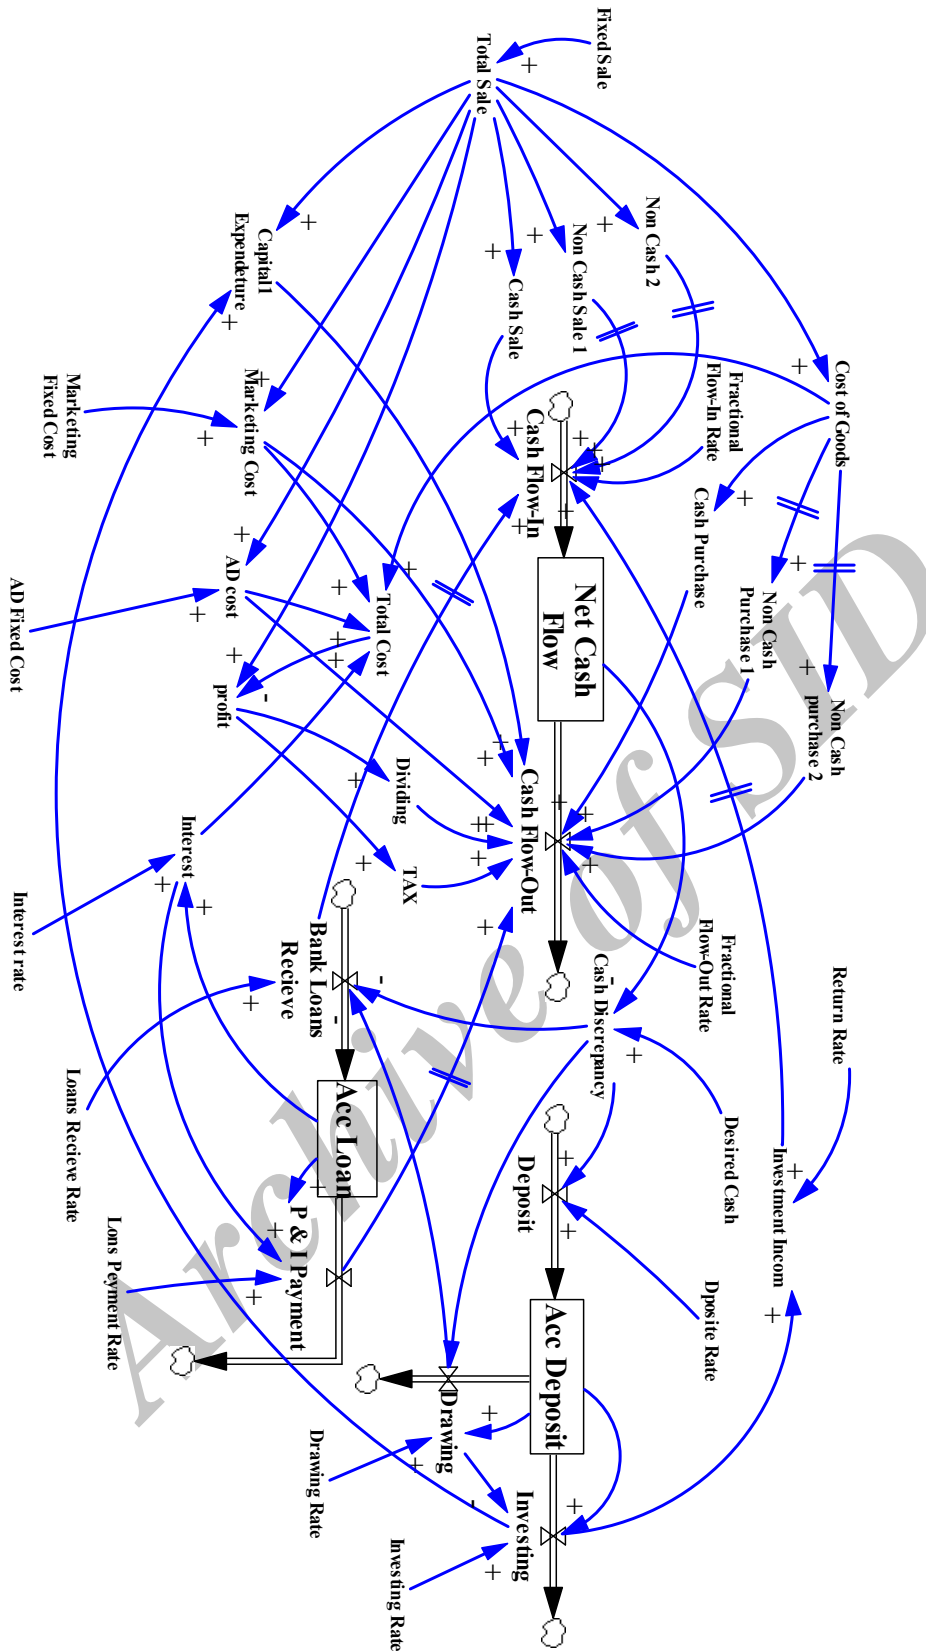 Fixed Sale
Total Sale
Non Cash 2
Non Cash Sale 1
Cash Sale
Capital1
Expendeture
Marketing
Fixed Cost
Marketing Cost
AD Fixed Cost
AD cost
Cost of Goods
Fractional
Flow-In Rate
Cash Flow-In
Cash Purchase
Non Cash
Purchase 1
Non Cash
purchase 2
Net Cash
Flow
Total Cost
profit
Dividing
TAX
Cash Flow-Out
Fractional
Flow-Out Rate
Interest
Interest rate
Bank Loans
Recieve
Loans Recieve Rate
Acc Loan
P & I Payment
Lons Peyment Rate
Cash Discrepancy
Desired Cash
Return Rate
Investment Incom
Deposit
Dposite Rate
Acc Deposit
Drawing
Drawing Rate
Investing
Investing Rate
Archive of SID